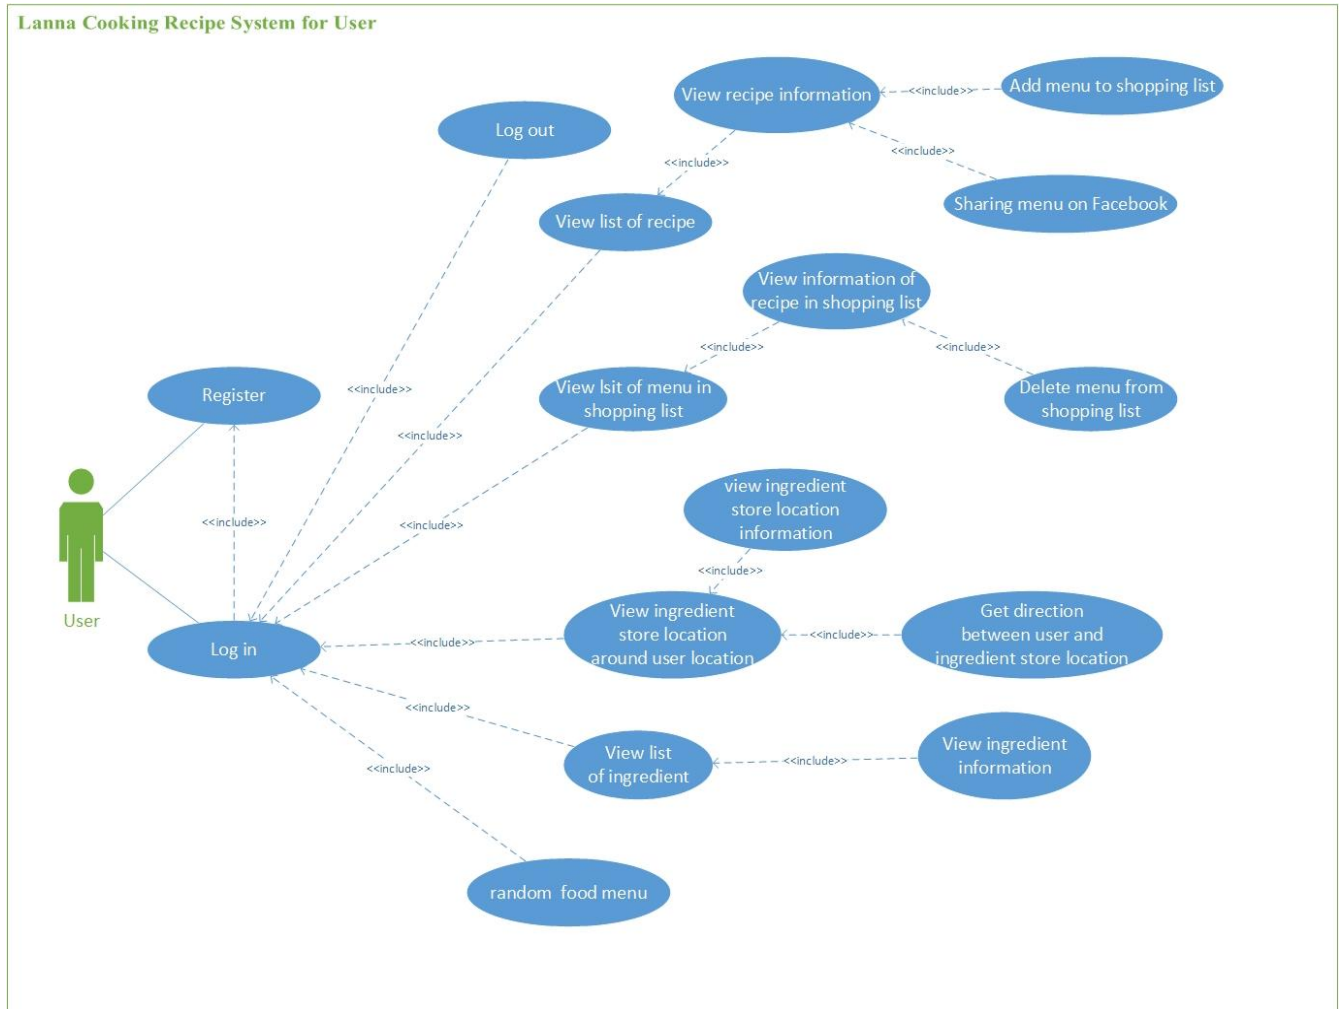 Lanna Cooking Recipe System for User
View recipe information
<<include>>
Add menu to shopping list
Log out
<<include>>
<<include>>
Sharing menu on Facebook
View list of recipe
View information of
recipe in shopping list
<<include>>
<<include>>
<<include>>
Register
View lsit of menu in
shopping list
Delete menu from
shopping list
<<include>>
view ingredient
store location
information
<<include>>
<<include>>
<<include>>
User
View ingredient
store location
around user location
Get direction
between user and
ingredient store location
<<include>>
<<include>>
Log in
<<include>>
View list
of ingredient
<<include>>
View ingredient
information
<<include>>
random food menu